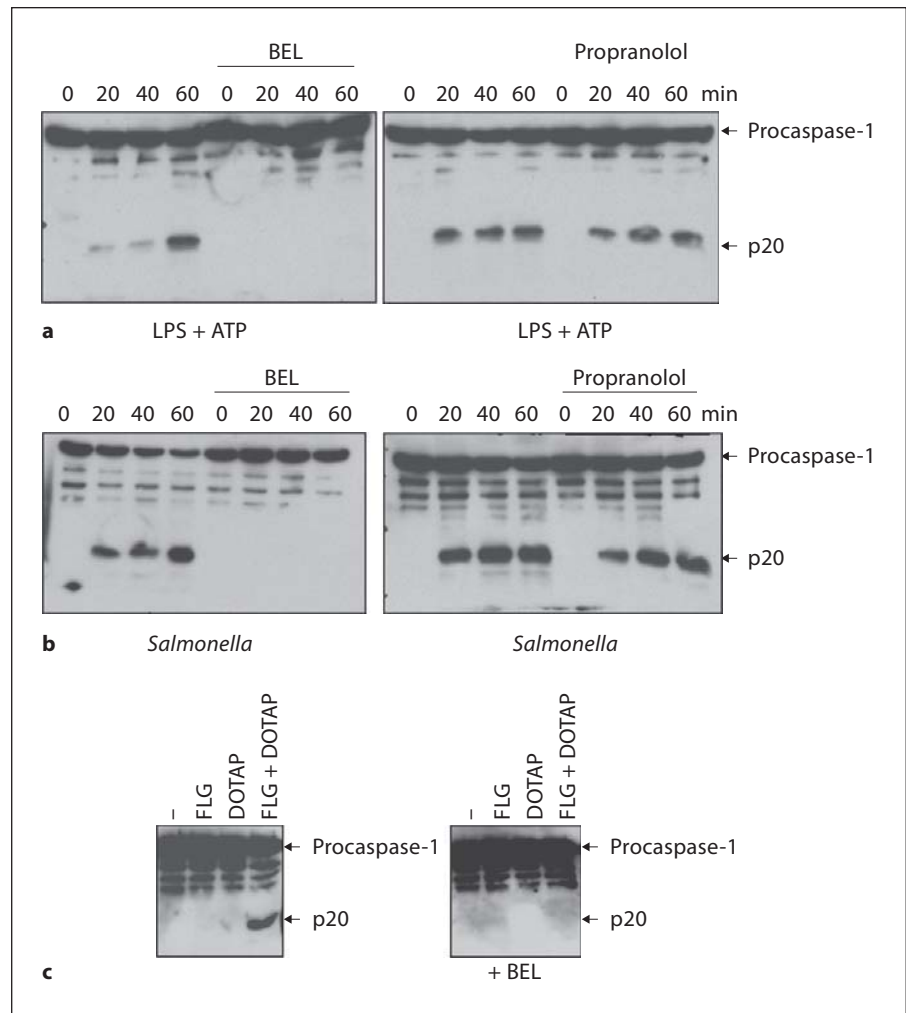 BEL Propranolol
0 20 40 60 0 20 40 60 0 20 40 60 0 20 40 60 min
Procaspase-1
p20
a LPS + ATP LPS + ATP
BEL Propranolol
0 20 40 60 0 20 40 60 0 20 40 60 0 20 40 60 min
Procaspase-1
p20
b Salmonella Salmonella
– FLG DOTAP FLG + DOTAP – FLG DOTAP FLG + DOTAP
Procaspase-1 Procaspase-1
p20 p20
c + BEL